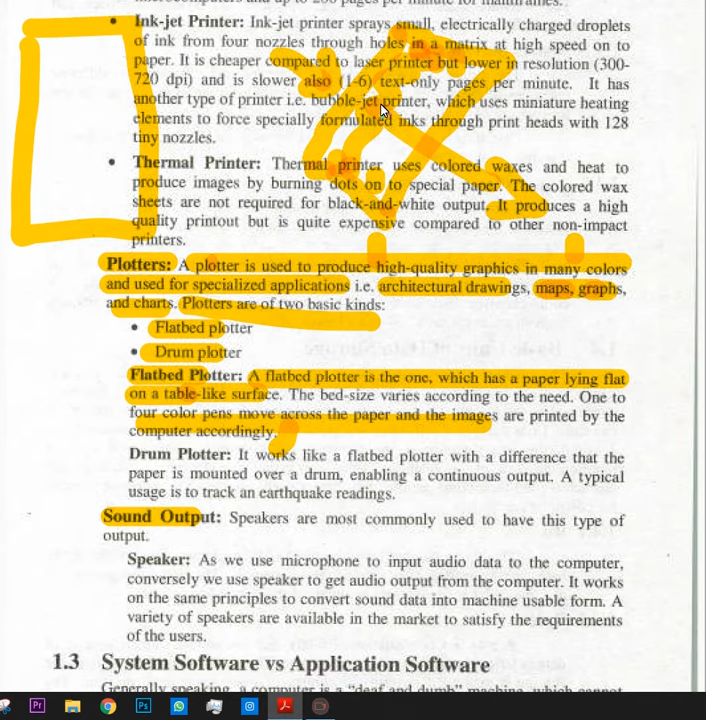 microcomputers and up to 200 pages per minute for mainframes.
• Ink-jet Printer: Ink-jet printer sprays small, electrically charged droplets
of ink from four nozzles through holes in a matrix at high speed on to
paper. It is cheaper compared to laser printer but lower in resolution (300-
720 dpi) and is slower also (1-6) text-only pages per minute. It has
another type of printer i.e. bubble-jet printer, which uses miniature heating
elements to force specially formulated inks through print heads with 128
tiny nozzles.
• Thermal Printer: Thermal printer uses colored waxes and heat to
produce images by burning dots on to special paper. The colored wax
sheets are not required for black-and-white output. It produces a high
quality printout but is quite expensive compared to other non-impact
printers.
Plotters: A plotter is used to produce high-quality graphics in many colors
and used for specialized applications i.e. architectural drawings, maps, graphs,
and charts. Plotters are of two basic kinds:
• Flatbed plotter
• Drum plotter
Flatbed Plotter: A flatbed plotter is the one, which has a paper lying flat
on a table-like surface. The bed-size varies according to the need. One to
four color pens move across the paper and the images are printed by the
computer accordingly.
Drum Plotter: It works like a flatbed plotter with a difference that the
paper is mounted over a drum, enabling a continuous output. A typical
usage is to track an earthquake readings.
Sound Output: Speakers are most commonly used to have this type of
output.
Speaker: As we use microphone to input audio data to the computer,
conversely we use speaker to get audio output from the computer. It works
on the same principles to convert sound data into machine usable form. A
variety of speakers are available in the market to satisfy the requirements
of the users.
1.3 System Software vs Application Software
Generally speaking, a computer is a "deaf and dumb" machine, which cannot
Pr
Ps